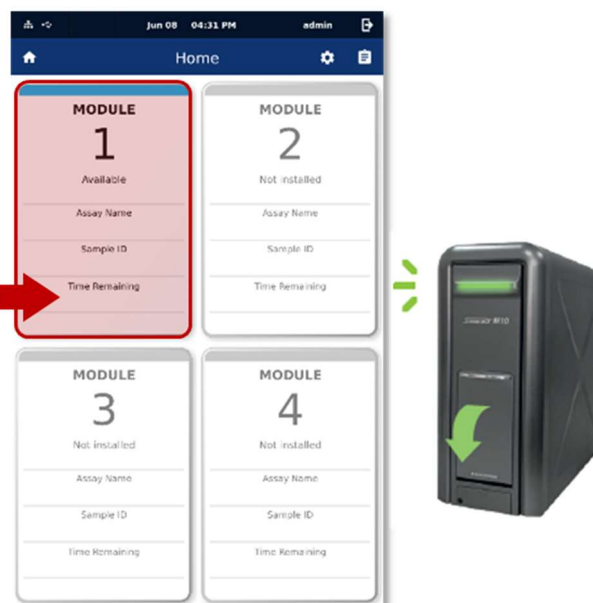 Jun 08 04:31 PM admin
Home
MODULE
1
Available
Assay Name
Sample ID
Time Remaining
MODULE
2
Not installed
Assay Name
Sample ID
Time Remaining
MODULE
3
Not installed
Assay Name
Sample ID
Time Remaining
MODULE
4
Not installed
Assay Name
Sample ID
Time Remaining
M10